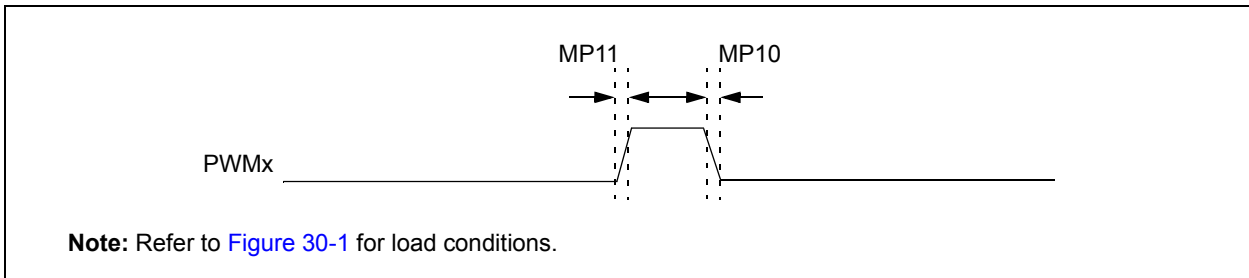 MP11 MP10
PWMx
Note: Refer to Figure 30-1 for load conditions.